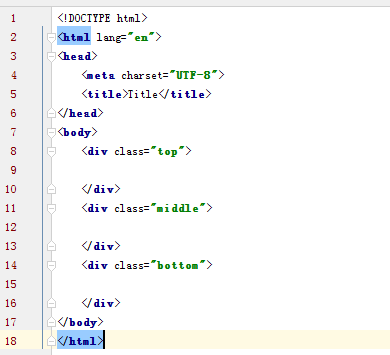 1 <!DOCTYPE html>
2 <html lang="en">
3 <head>
4     <meta charset="UTF-8">
5     <title>Title</title>
6 </head>
7 <body>
8     <div class="top">
9
10     </div>
11     <div class="middle">
12
13     </div>
14     <div class="bottom">
15
16     </div>
17 </body>
18 </html>